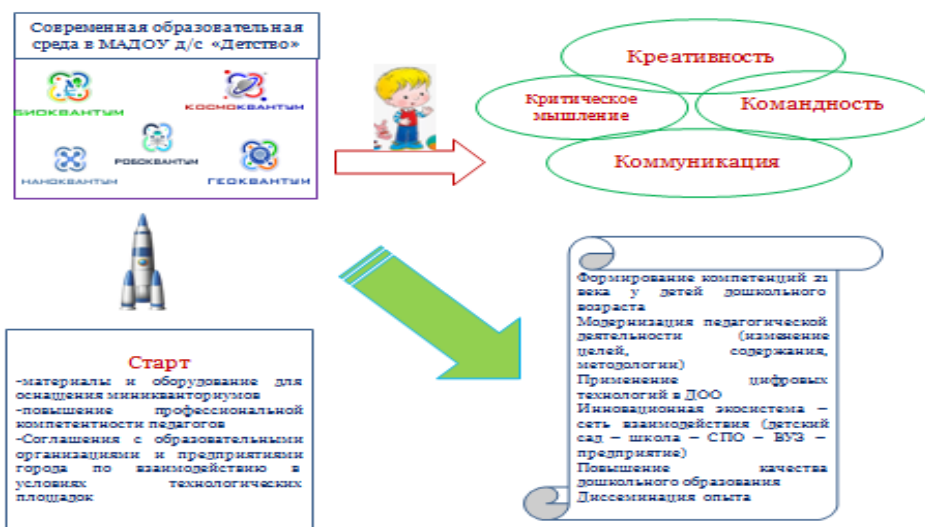 Современная образовательная
среда в МАДОУ д/с «Детство»
БИОКВАНТУМ
КОСМОКВАНТУМ
РОБОКВАНТУМ
НАНОКВАНТУМ
ГЕОКВАНТУМ
Креативность
Критическое
мышление
Командность
Коммуникация
Старт
-материалы и оборудование для
оснащения миникванториумов
-повышение профессиональной
компетентности педагогов
-Соглашения с образовательными
организациями и предприятиями
города по взаимодействию в
условиях технологических
площадок
Формирование компетенций 21
века у детей дошкольного
возраста
Модернизация педагогической
деятельности (изменение
целей, содержания,
методологии)
Применение цифровых
технологий в ДОО
Инновационная экосистема –
сеть взаимодействия (детский
сад – школа – СПО – ВУЗ –
предприятие)
Повышение качества
дошкольного образования
Диссеминация опыта